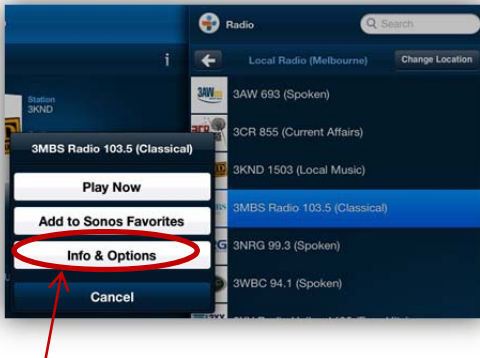 Radio
Search
Local Radio (Melbourne)
Change Location
i
Station
3KND
3AW
3AW 693 (Spoken)
3CR 855 (Current Affairs)
3KND 1503 (Local Music)
3MBS Radio 103.5 (Classical)
3NRG 99.3 (Spoken)
3WBC 94.1 (Spoken)
3MBS Radio 103.5 (Classical)
Play Now
Add to Sonos Favorites
Info & Options
Cancel